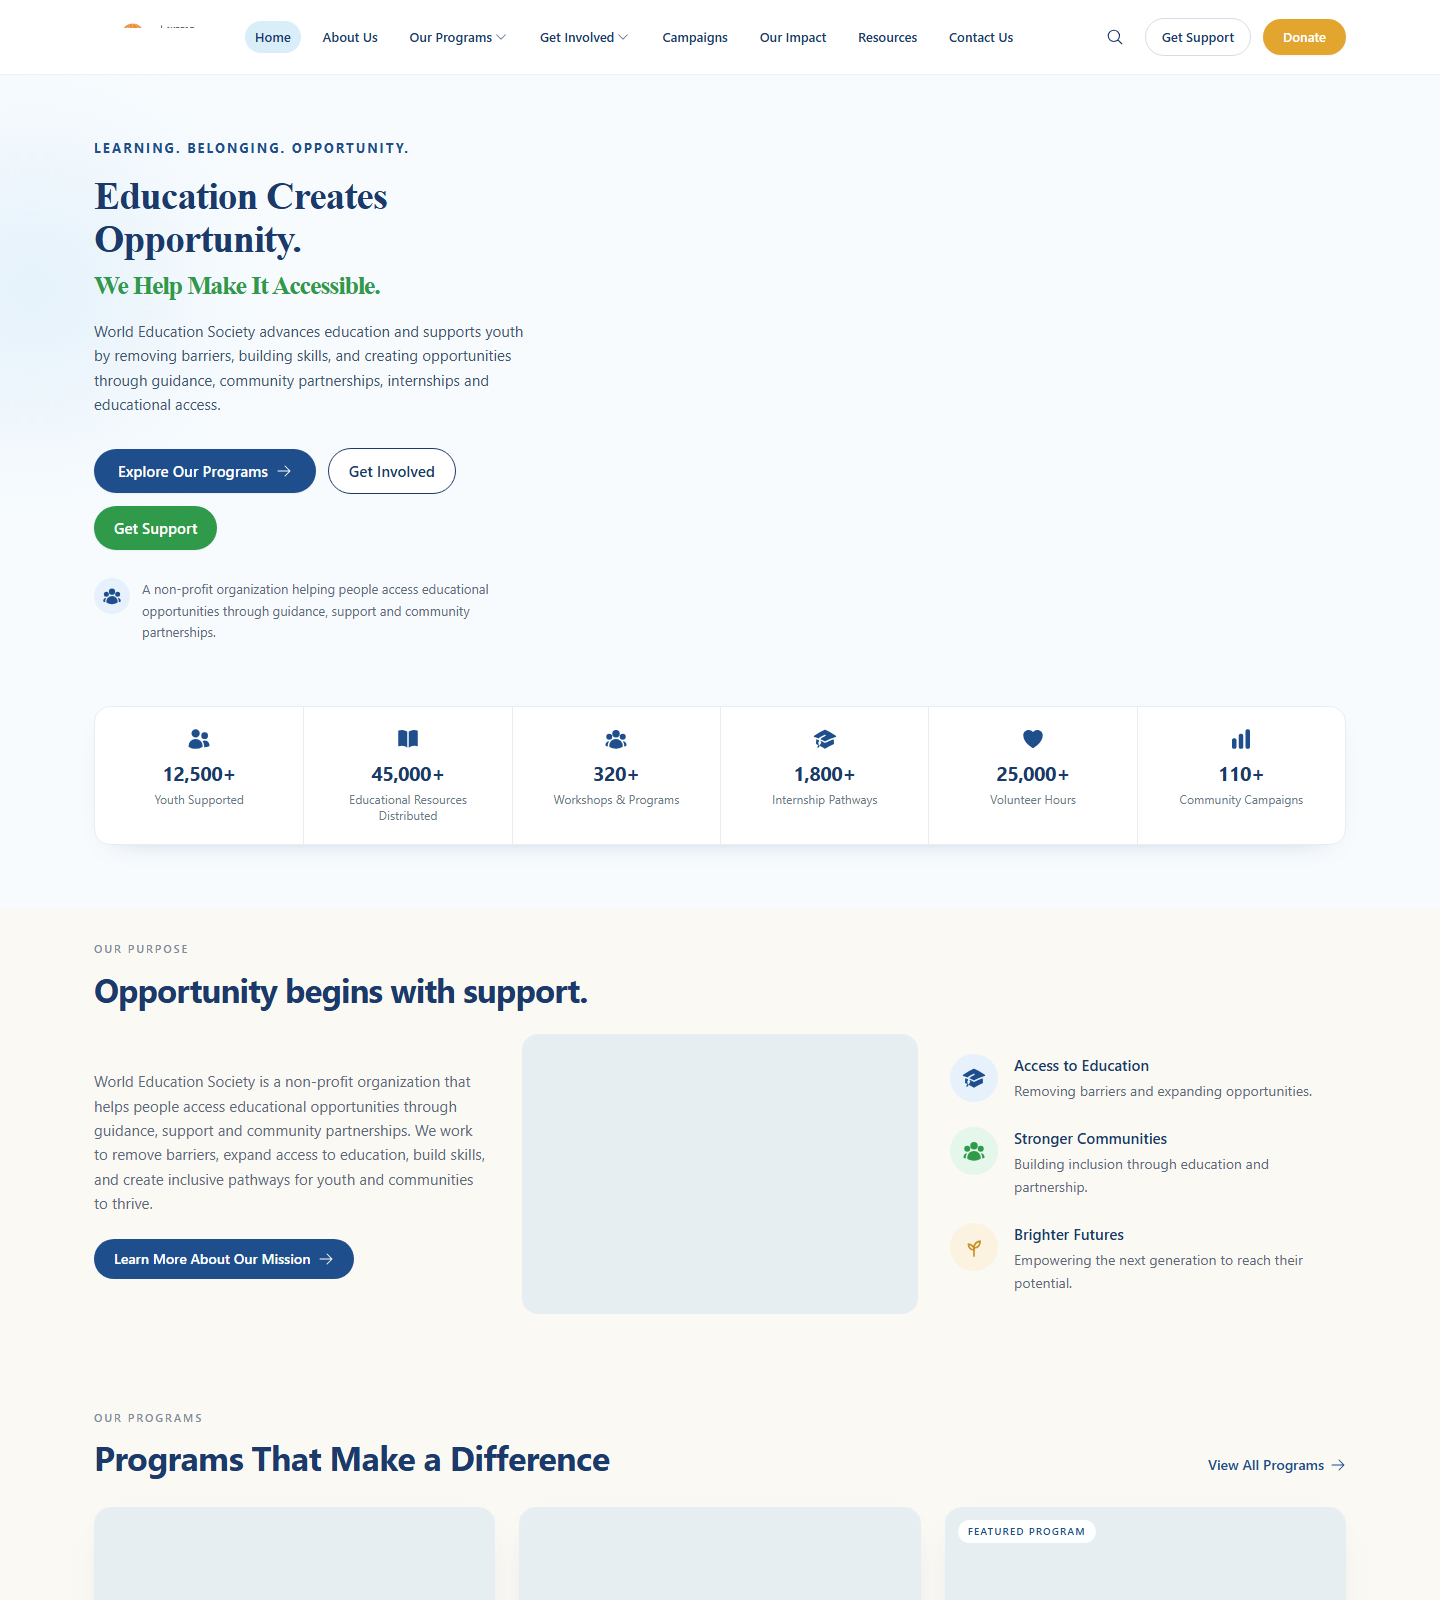 Home
About Us
Our Programs
Get Involved
Campaigns
Our Impact
Resources
Contact Us
Get Support
Donate
LEARNING. BELONGING. OPPORTUNITY.
Education Creates
Opportunity.
We Help Make It Accessible.
World Education Society advances education and supports youth
by removing barriers, building skills, and creating opportunities
through guidance, community partnerships, internships and
educational access.
Explore Our Programs
Get Involved
Get Support
A non-profit organization helping people access educational
opportunities through guidance, support and community
partnerships.
12,500+
Youth Supported
45,000+
Educational Resources
Distributed
320+
Workshops & Programs
1,800+
Internship Pathways
25,000+
Volunteer Hours
110+
Community Campaigns
OUR PURPOSE
Opportunity begins with support.
World Education Society is a non-profit organization that
helps people access educational opportunities through
guidance, support and community partnerships. We work
to remove barriers, expand access to education, build skills,
and create inclusive pathways for youth and communities
to thrive.
Learn More About Our Mission
Access to Education
Removing barriers and expanding opportunities.
Stronger Communities
Building inclusion through education and
partnership.
Brighter Futures
Empowering the next generation to reach their
potential.
OUR PROGRAMS
Programs That Make a Difference
View All Programs
FEATURED PROGRAM